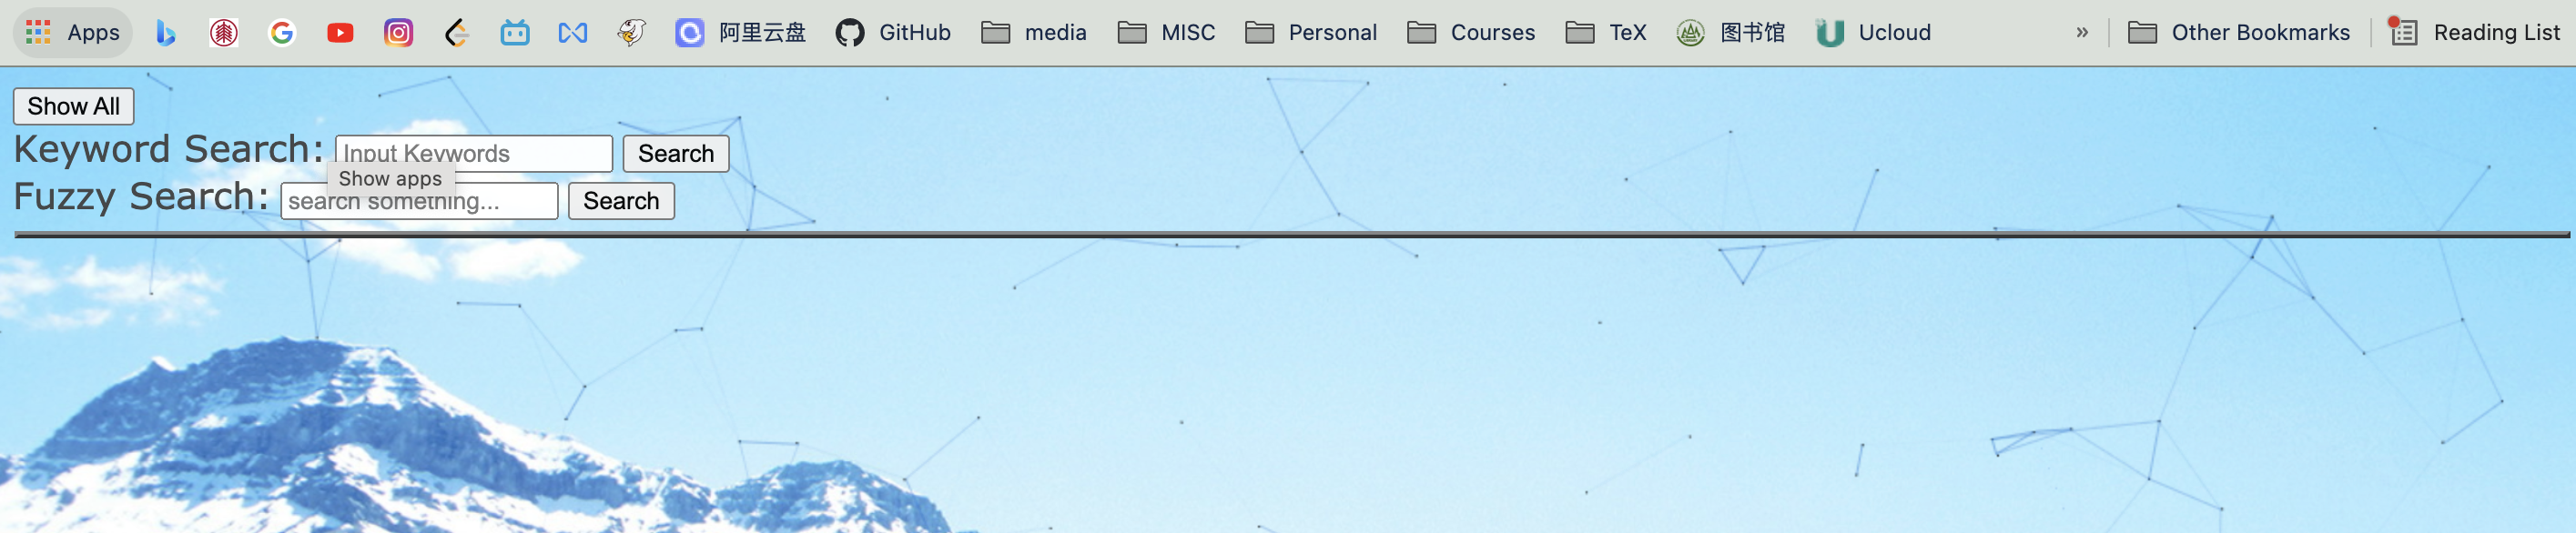 Apps 阿里云盘 GitHub media MISC Personal Courses TeX 图书馆 Ucloud » Other Bookmarks Reading List
Show All
Keyword Search: Input Keywords Search
Show apps
Fuzzy Search: search something... Search